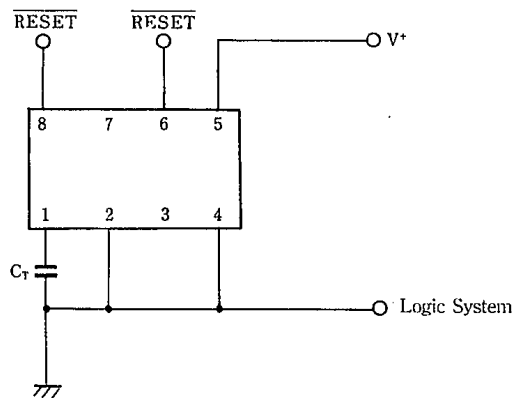 RESET RESET
V+
8 7 6 5
1 2 3 4
CT
Logic System